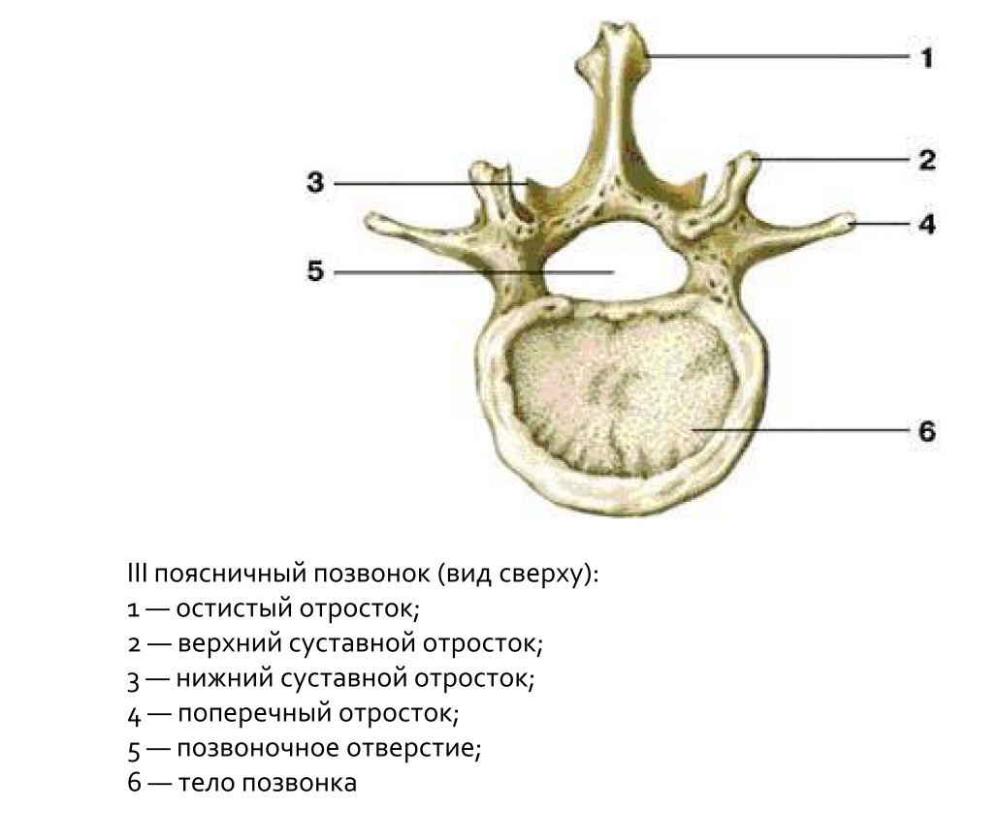 1
2
3
4
5
6
III поясничный позвонок (вид сверху):
1 — остистый отросток;
2 — верхний суставной отросток;
3 — нижний суставной отросток;
4 — поперечный отросток;
5 — позвоночное отверстие;
6 — тело позвонка